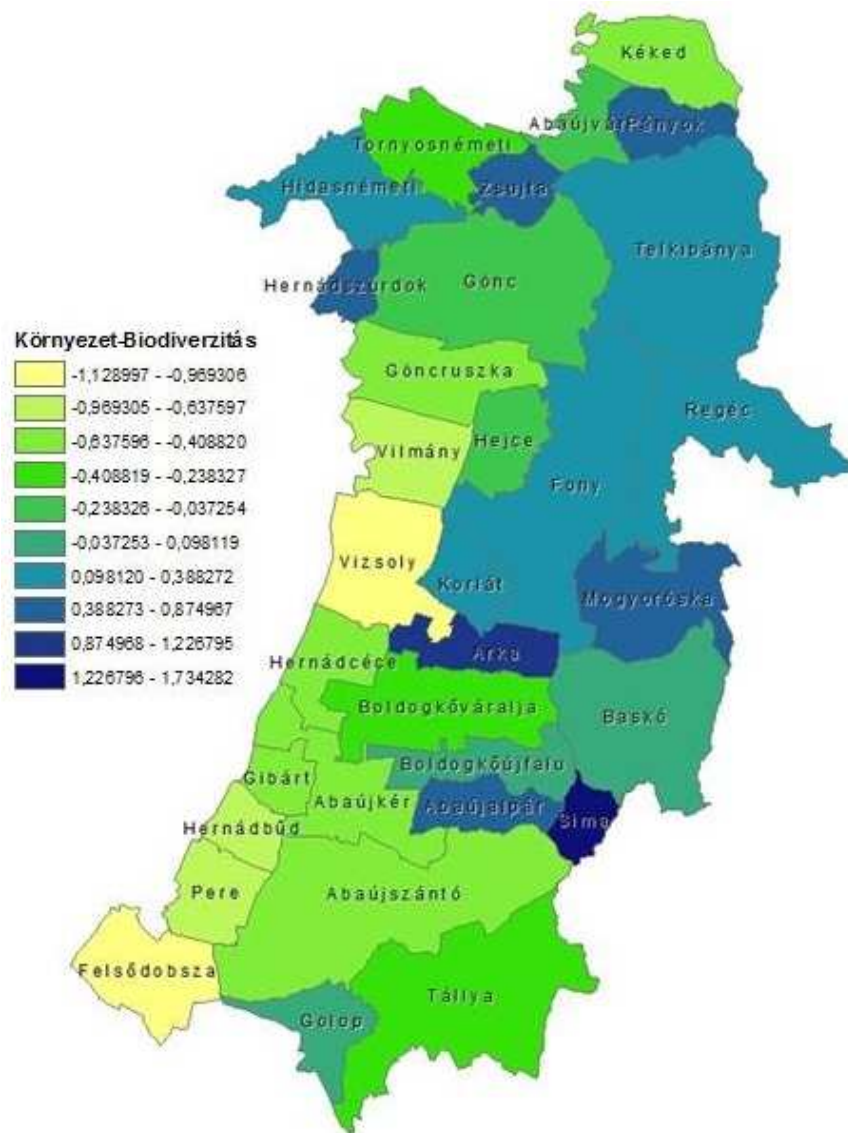 Kéked
Abaújvár
Pányok
Tornyosnémeti
Zsujta
Hidasnémeti
Telkibánya
Hernádszurdok
Gönc
Környezet-Biodiverzitás
-1,128997 - -0,969306
-0,969305 - -0,637597
-0,637596 - -0,408820
-0,408819 - -0,238327
-0,238326 - -0,037254
-0,037253 - 0,098119
0,098120 - 0,388272
0,388273 - 0,874967
0,874968 - 1,226795
1,226796 - 1,734282
Göncruszka
Regéc
Vilmány
Hejce
Fony
Vizsoly
Korlát
Mogyoróska
Hernádcéce
Arka
Boldogkőváralja
Baskó
Boldogkőújfalu
Gibárt
Abaújkér
Abaújalpár
Sima
Hernádbűd
Pere
Abaújszántó
Felsődobsza
Tállya
Golop